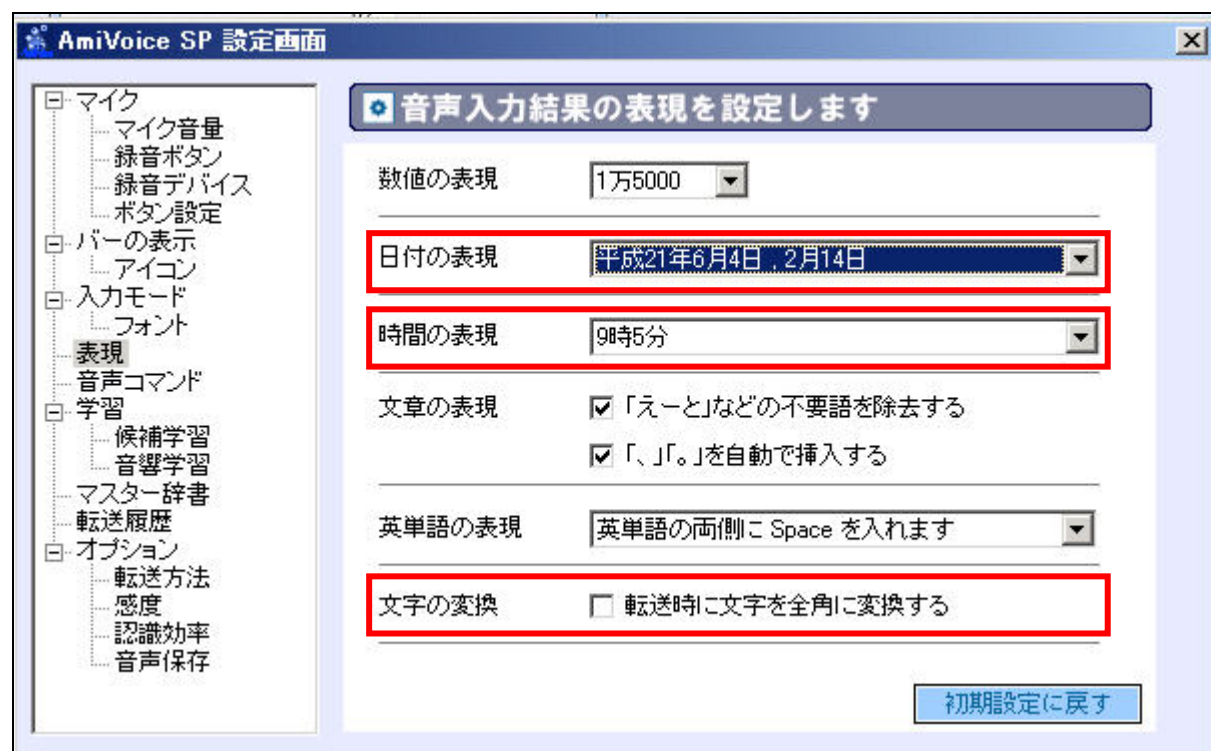 AmiVoice SP 設定画面
マイク
マイク音量
録音ボタン
録音デバイス
ボタン設定
バーの表示
アイコン
入力モード
フォント
表現
音声コマンド
学習
候補学習
音響学習
マスター辞書
転送履歴
オプション
転送方法
感度
認識効率
音声保存
音声入力結果の表現を設定します
数値の表現 1万5000
日付の表現 平成21年6月4日 , 2月14日
時間の表現 9時5分
文章の表現 「えーと」などの不要語を除去する
「、」「。」を自動で挿入する
英単語の表現 英単語の両側に Space を入れます
文字の変換 転送時に文字を全角に変換する
初期設定に戻す